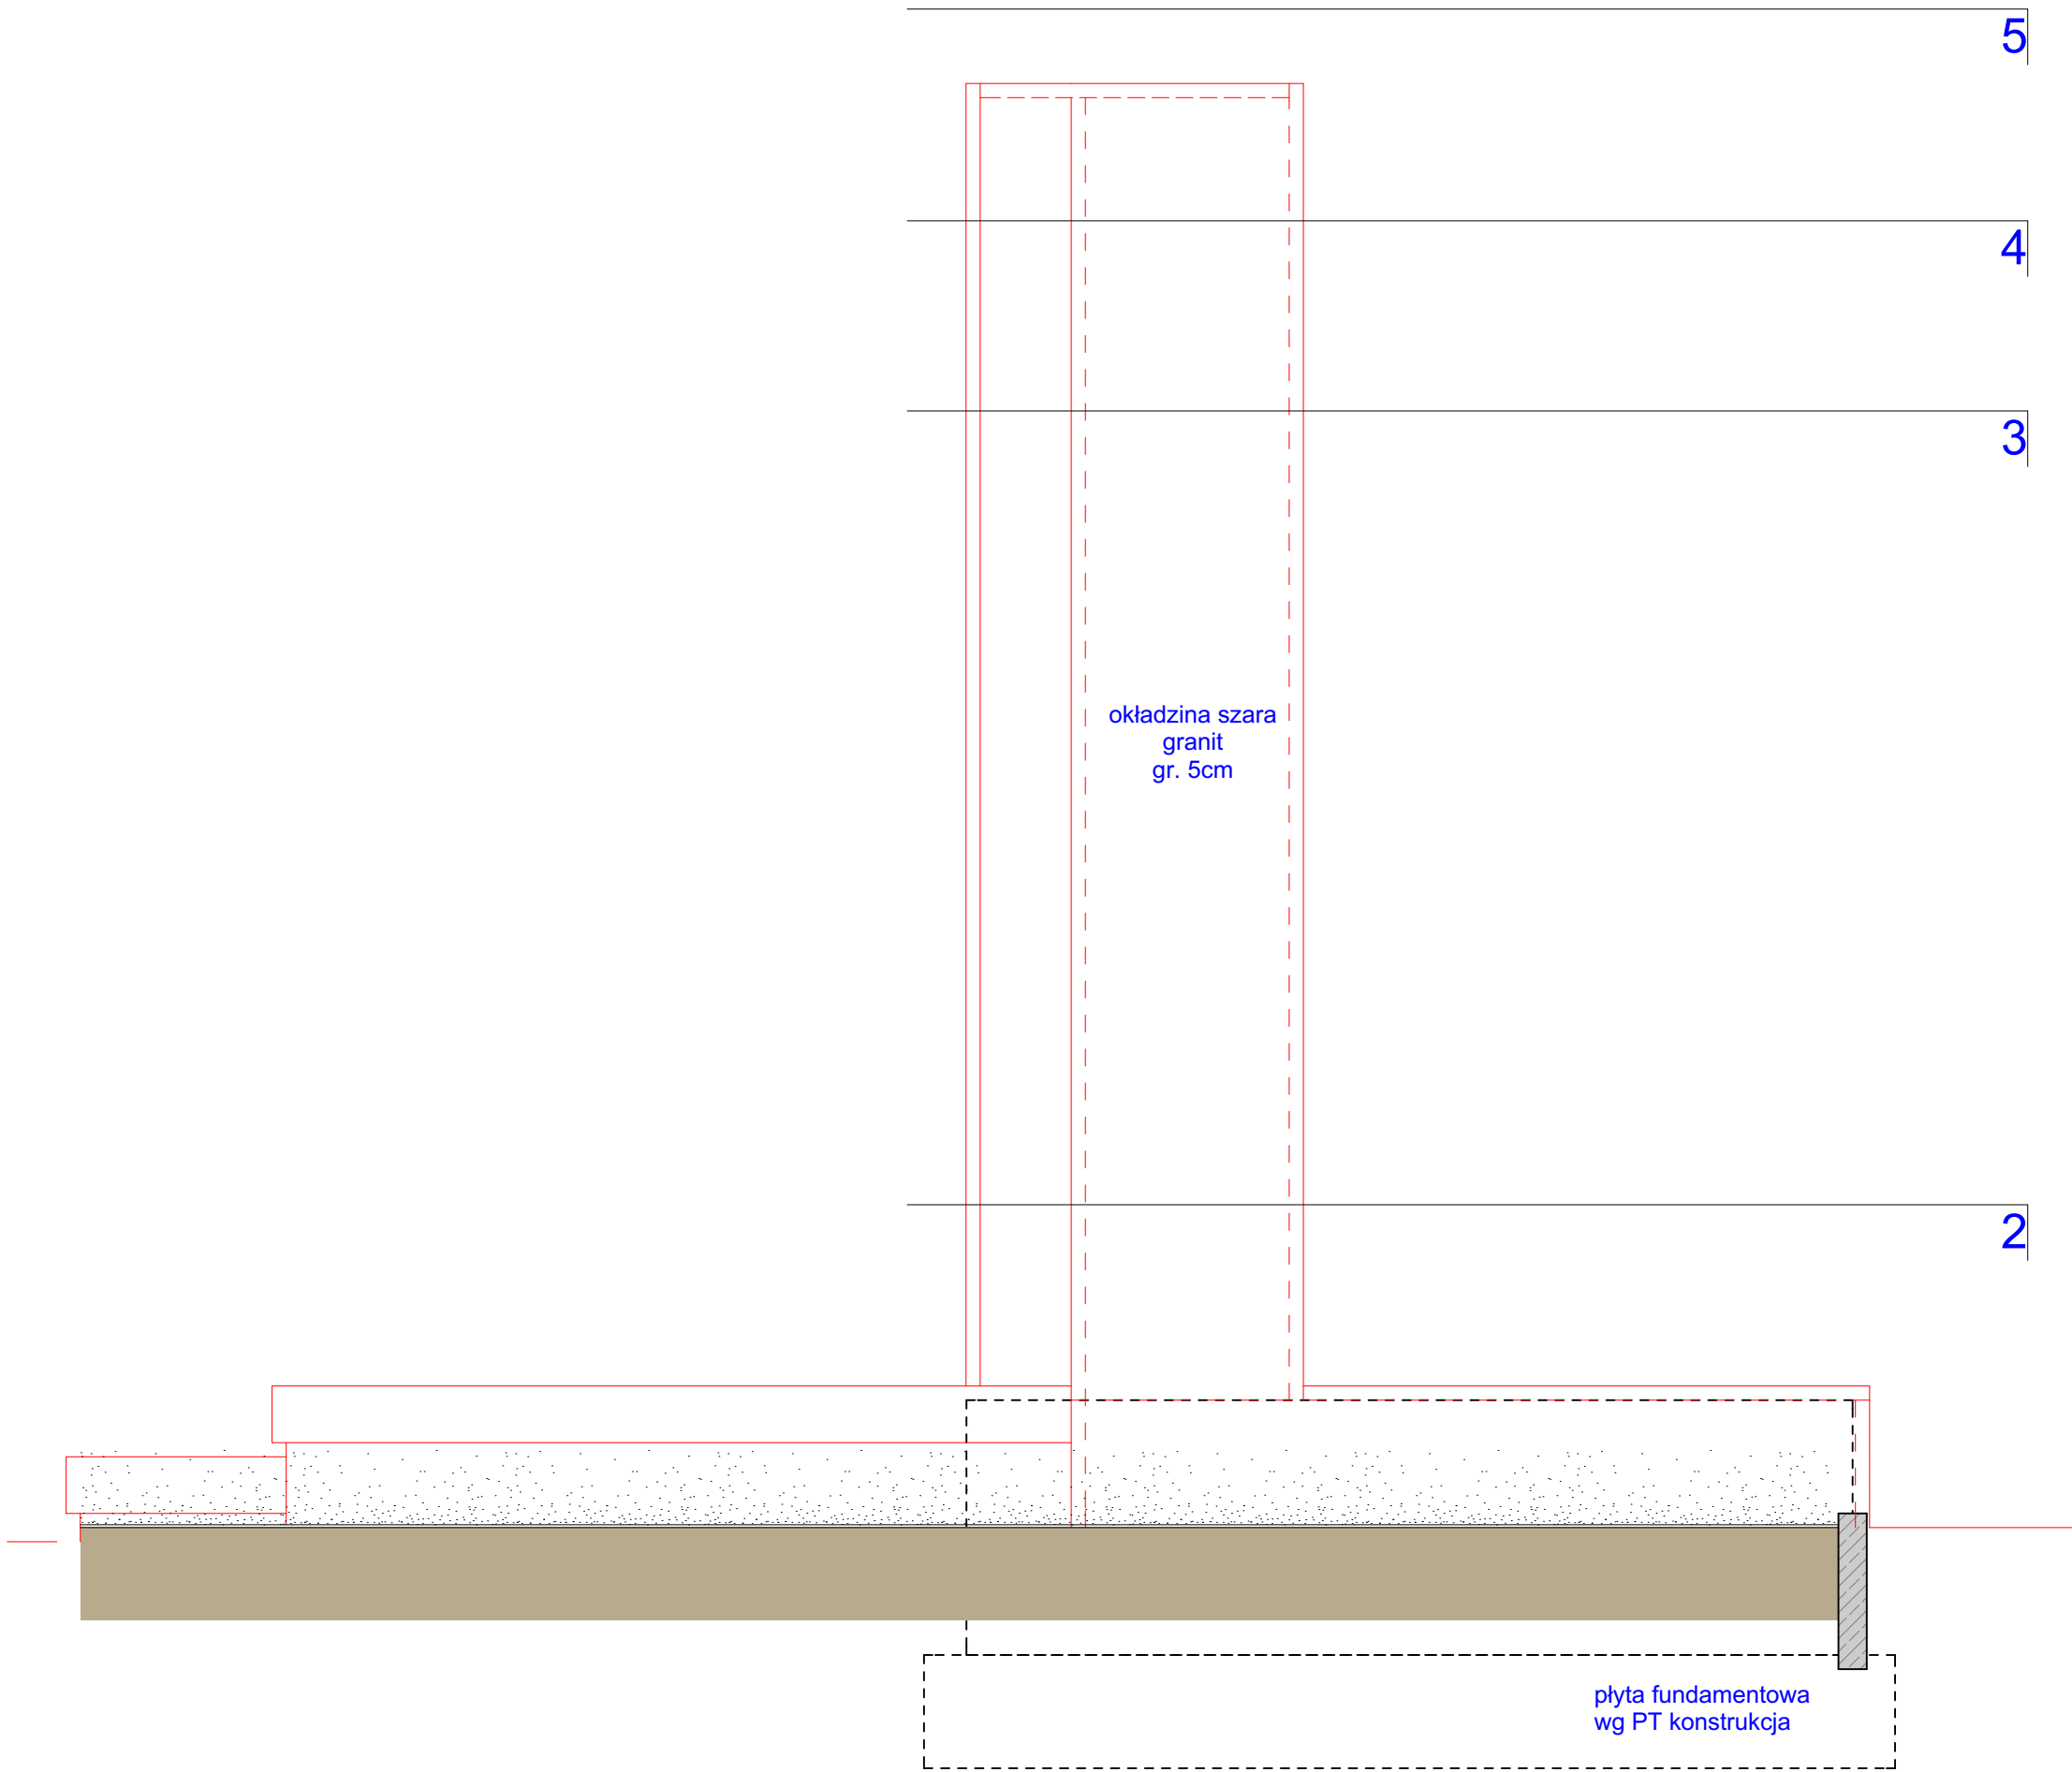 5
4
3
okładzina szara
granit
gr. 5cm
2
płyta fundamentowa
wg PT konstrukcja